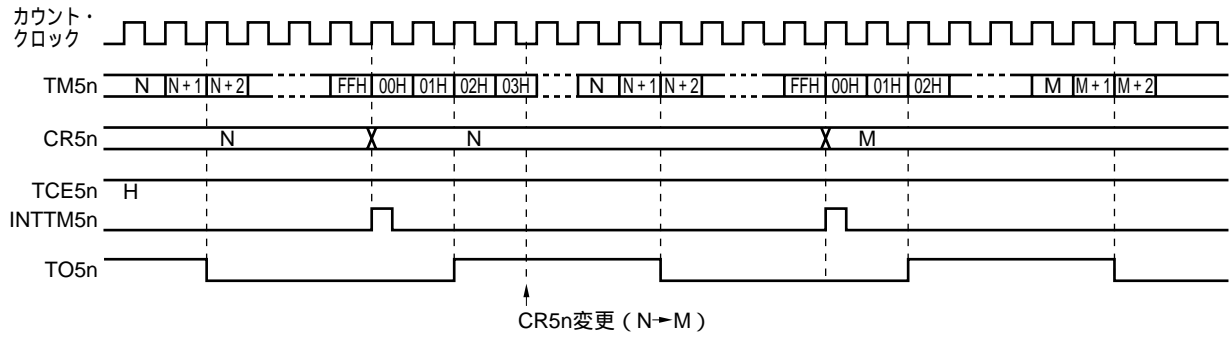 カウント・
クロック
TM5n N N+1 N+2 FFH 00H 01H 02H 03H N N+1 N+2 FFH 00H 01H 02H M M+1 M+2
CR5n N N M
TCE5n H
INTTM5n
TO5n
CR5n変更（N→M）